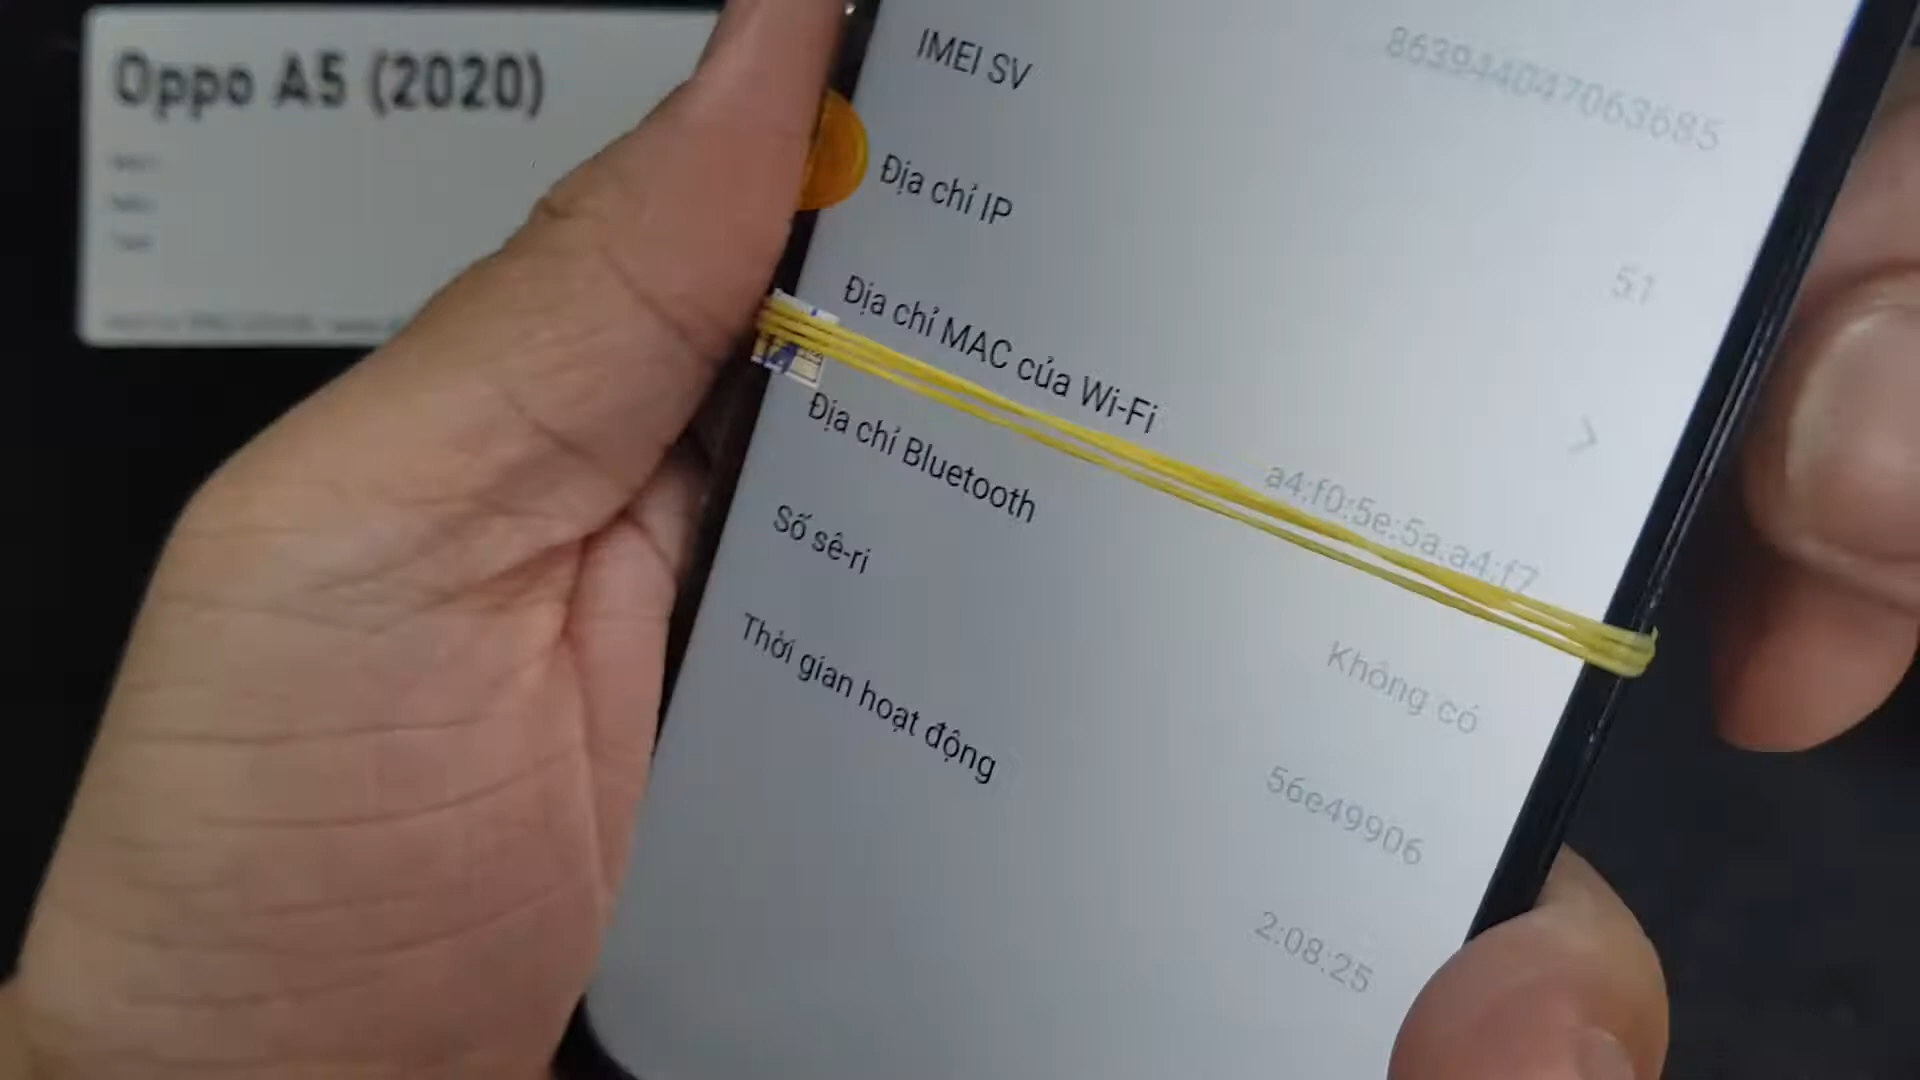 Oppo A5 (2020)
863944047063685
IMEI SV
51
Địa chỉ IP
Địa chỉ MAC của Wi-Fi
a4:f0:5e:5a:a4:f7
Địa chỉ Bluetooth
Không có
Số sê-ri
56e49906
Thời gian hoạt động
2:08:25